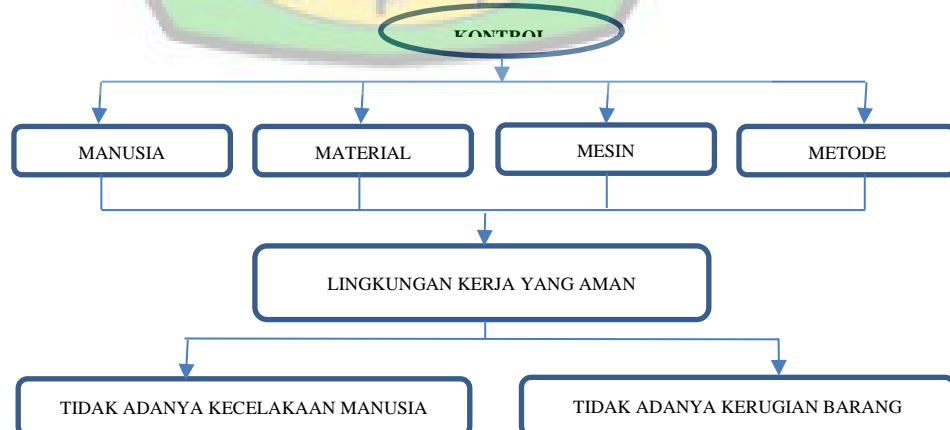 KONTROL
MANUSIA
MATERIAL
MESIN
METODE
LINGKUNGAN KERJA YANG AMAN
TIDAK ADANYA KECELAKAAN MANUSIA
TIDAK ADANYA KERUGIAN BARANG